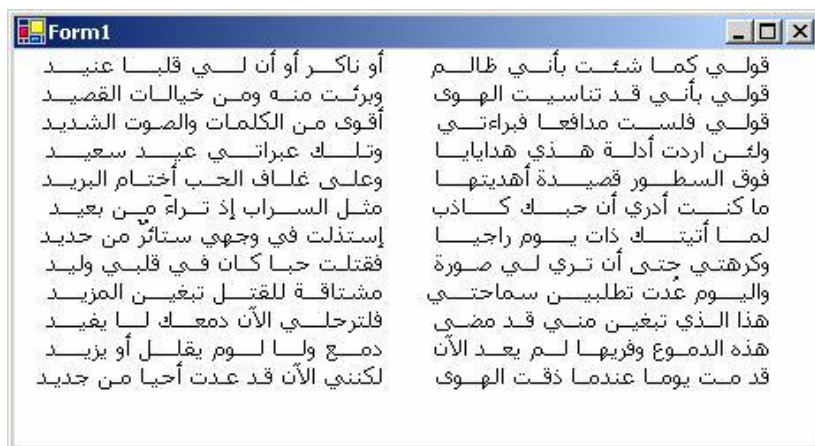 Form1
قولي كما شئت بأني ظالم أو ناكر أو أن لي قلبا عنيد
قولي بأني قد تناسيت الهوى وبرئت منه ومن خيالات القصيد
قولي فلست مدافعا فبراءتي أقوى من الكلمات والصوت الشديد
ولئن اردت أدلة هذي هدايايا وتلك عبراتي عيد سعيد
فوق السطور قصيدة أهديتها وعلى غلاف الحب أختام البريد
ما كنت أدري أن حبك كاذب مثل السراب إذ تراءَ من بعيد
لما أتيتك ذات يوم راجيا إستذلت في وجهي ستائرٌ من حديد
وكرهتي حتى أن تري لي صورة فقتلت حبا كان في قلبي وليد
واليوم عُدت تطلبين سماحتي مشتاقة للقتل تبغين المزيد
هذا الذي تبغين مني قد مضى فلترحلي الآن دمعك لا يفيد
هذه الدموع وفريها لم يعد الآن دمع ولا لوم يقلل أو يزيد
قد مت يوما عندما ذقت الهوى لكنني الآن قد عدت أحيا من جديد